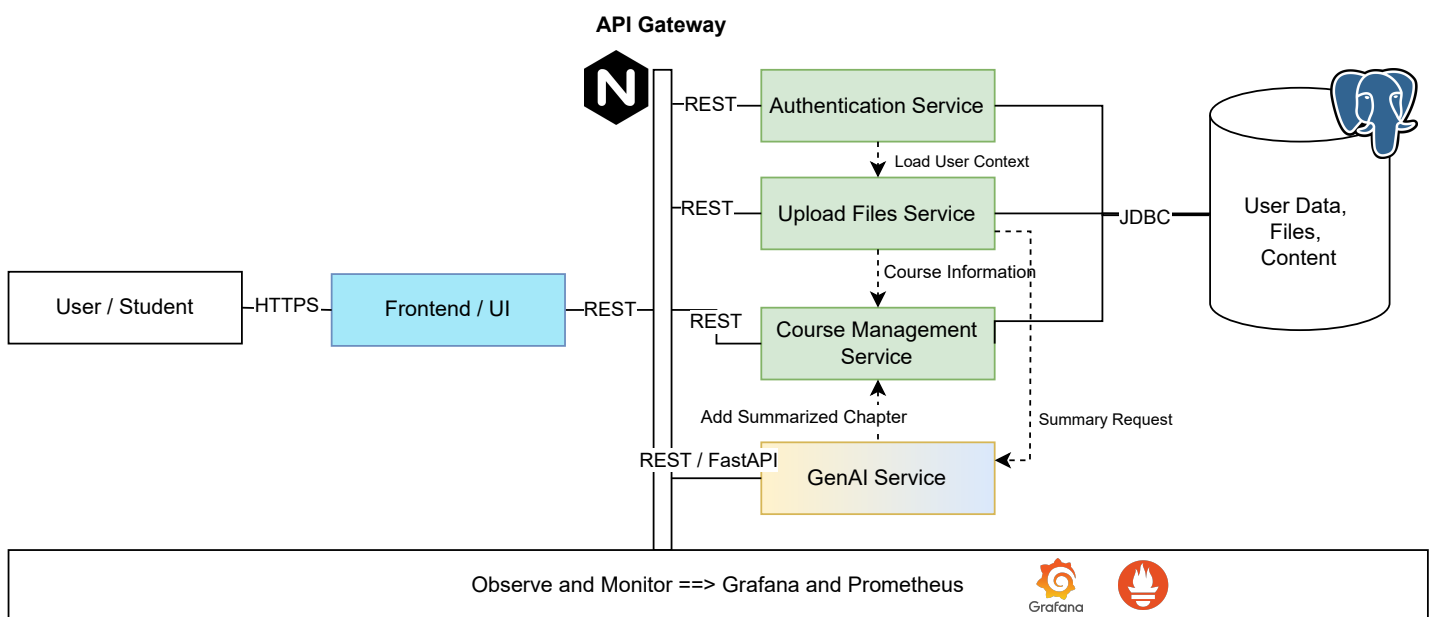 API Gateway
N
REST
Authentication Service
Load User Context
REST
Upload Files Service
JDBC
User Data,
Files,
Content
Course Information
User / Student
HTTPS
Frontend / UI
REST
REST
Course Management
Service
Add Summarized Chapter
Summary Request
REST / FastAPI
GenAI Service
Observe and Monitor ==> Grafana and Prometheus
Grafana